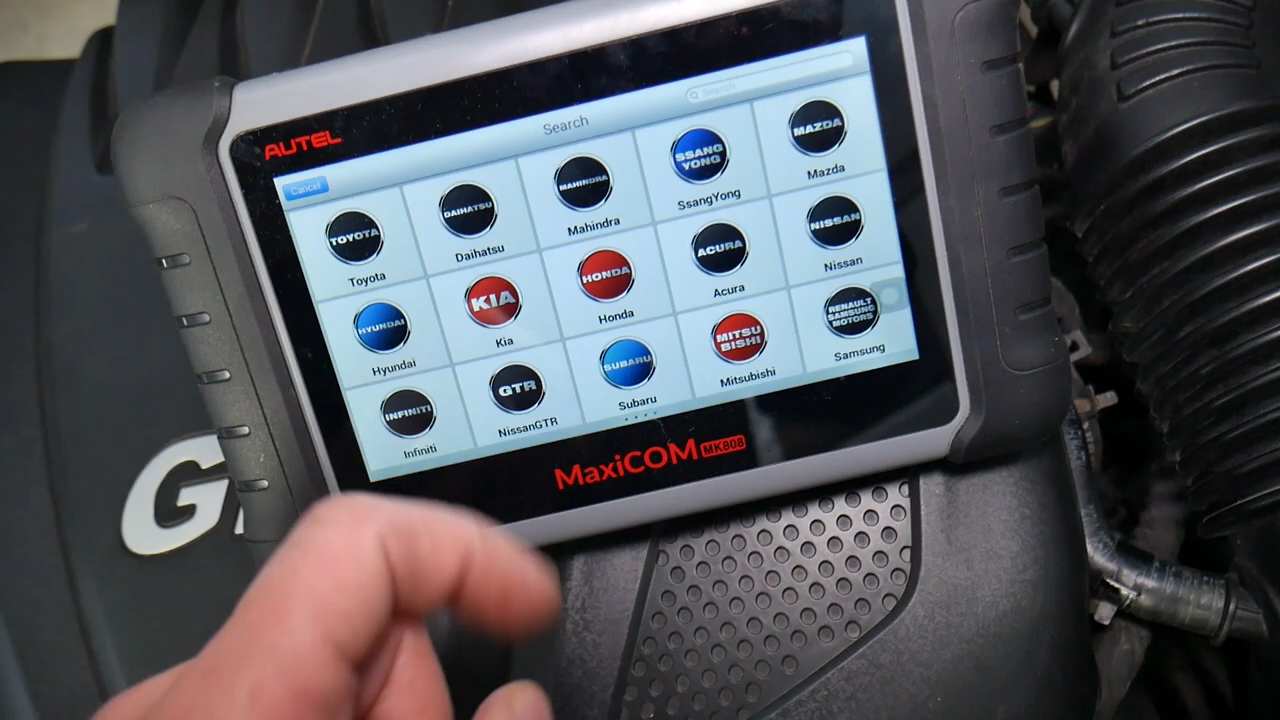 AUTEL
Search
Search
Cancel
TOYOTA
Toyota
DAIHATSU
Daihatsu
MAHINDRA
Mahindra
SSANG
YONG
SsangYong
MAZDA
Mazda
HYUNDAI
Hyundai
KIA
Kia
HONDA
Honda
ACURA
Acura
NISSAN
Nissan
INFINITI
Infiniti
GTR
NissanGTR
SUBARU
Subaru
MITSU
BISHI
Mitsubishi
RENAULT
SAMSUNG
MOTORS
Samsung
MaxiCOM MK808
G